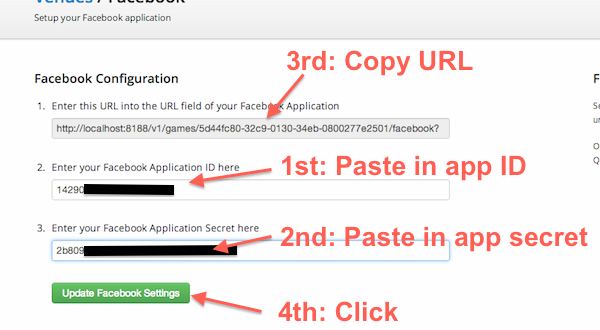 Venues / Facebook
Setup your Facebook application
3rd: Copy URL
Facebook Configuration
F
1. Enter this URL into the URL field of your Facebook Application
Se
ur
http://localhost:8188/v1/games/5d44fc80-32c9-0130-34eb-0800277e2501/facebook?
O
Q
2. Enter your Facebook Application ID here
1st: Paste in app ID
14290
3. Enter your Facebook Application Secret here
2nd: Paste in app secret
2b809
Update Facebook Settings
4th: Click